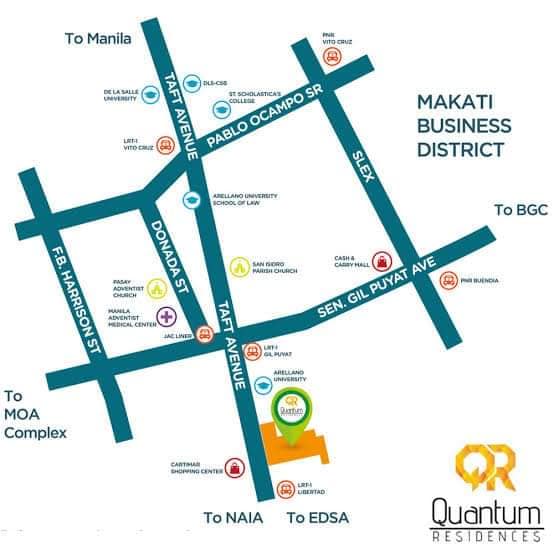 To Manila
PNR
VITO CRUZ
DE LA SALLE
UNIVERSITY
DLS-CSB
ST. SCHOLASTICA'S
COLLEGE
TAFT AVENUE
PABLO OCAMPO SR
MAKATI
BUSINESS
DISTRICT
LRT-1
VITO CRUZ
SLEX
ARELLANO UNIVERSITY
SCHOOL OF LAW
To BGC
F.B. HARRISON ST
DONADA ST
SAN ISIDRO
PARISH CHURCH
CASH &
CARRY MALL
SEN. GIL PUYAT AVE
PNR BUENDIA
PASAY
ADVENTIST
CHURCH
MANILA
ADVENTIST
MEDICAL CENTER
JAC LINER
TAFT AVENUE
LRT-1
GIL PUYAT
ARELLANO
UNIVERSITY
To
MOA
Complex
QR
Quantum
RESIDENCES
CARTIMAR
SHOPPING CENTER
LRT-1
LIBERTAD
To NAIA
To EDSA
QR
Quantum
RESIDENCES